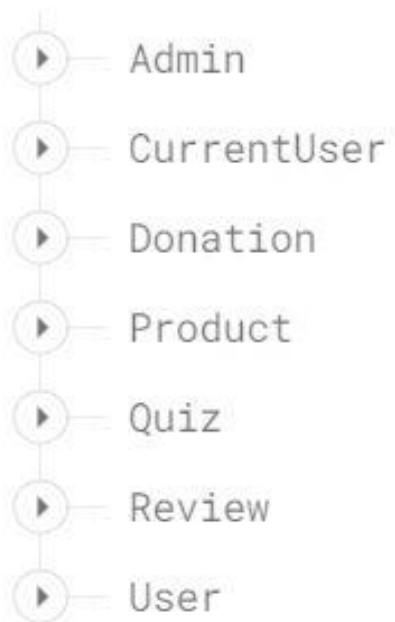 Admin
CurrentUser
Donation
Product
Quiz
Review
User